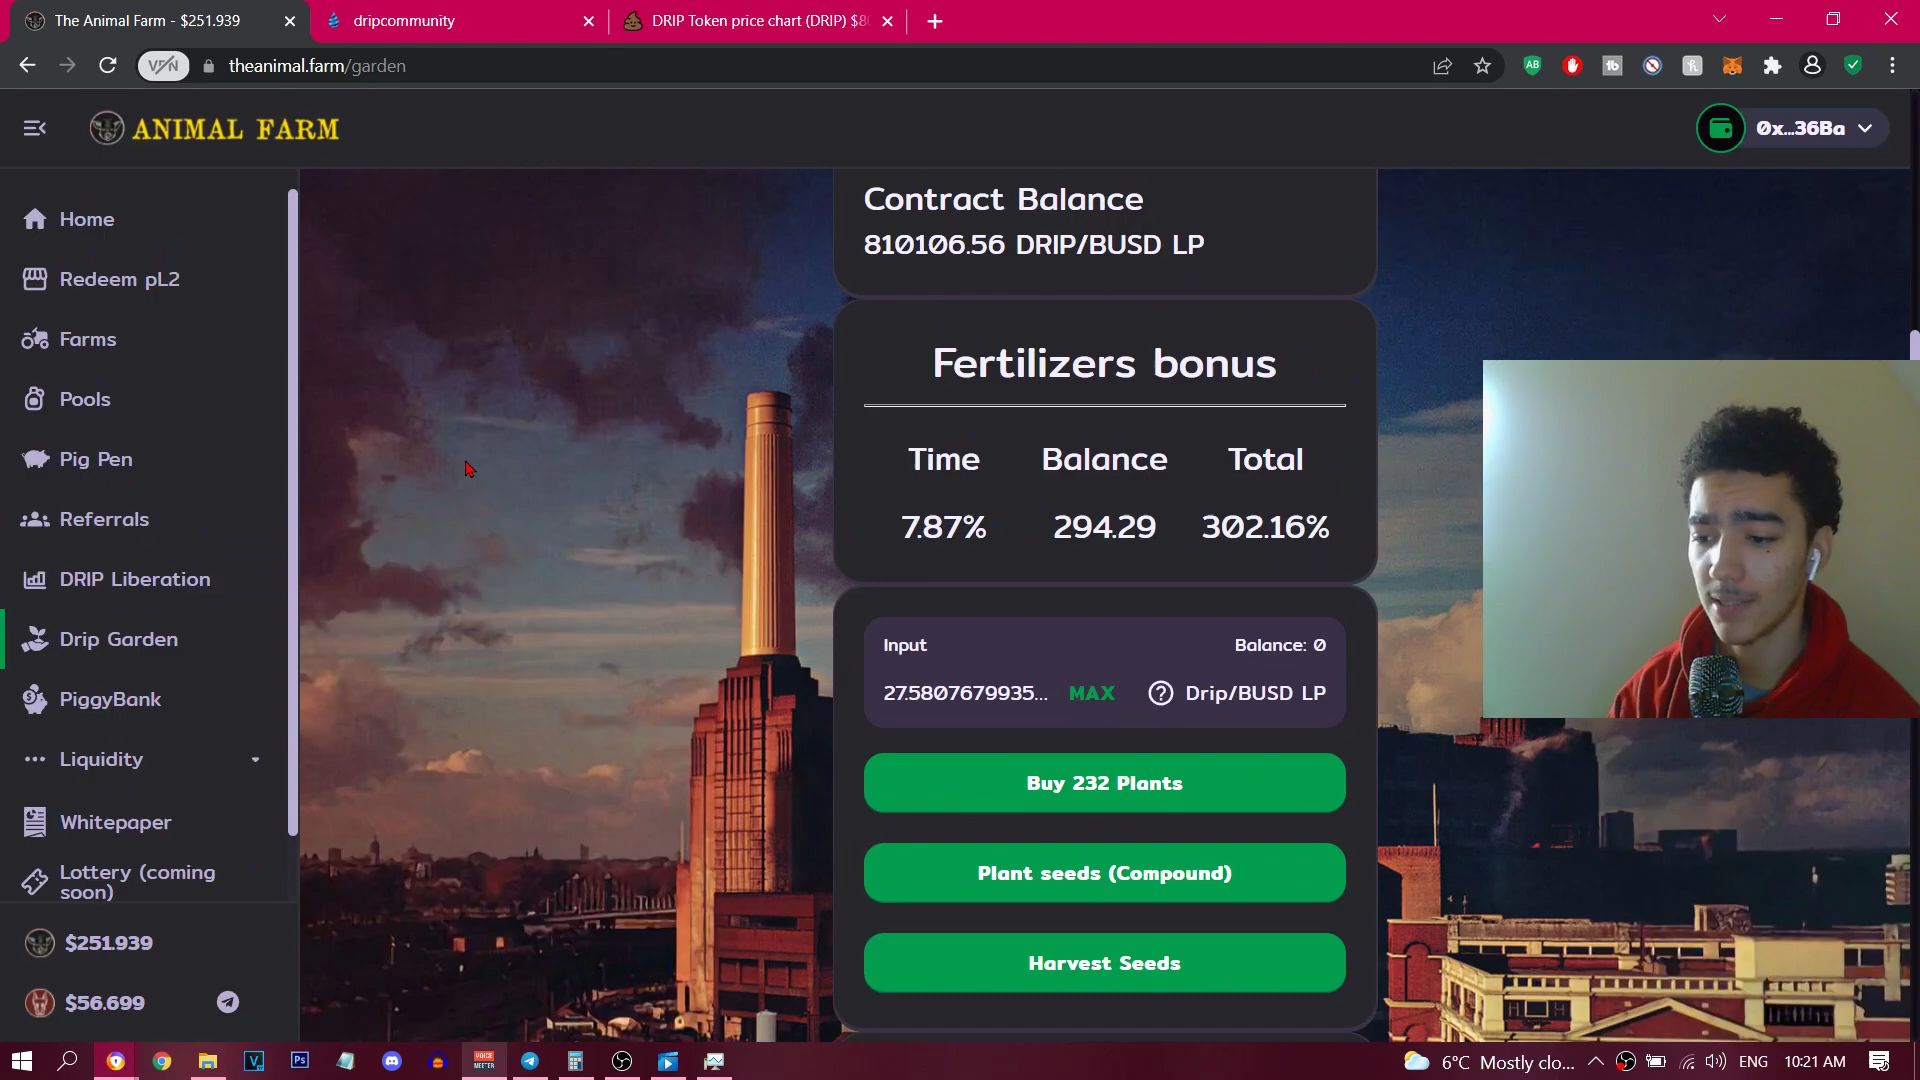 The Animal Farm - $251.939
dripcommunity
DRIP Token price chart (DRIP) $80
VPN
theanimal.farm/garden
ANIMAL FARM
0x...36Ba
Home
Redeem pL2
Farms
Pools
Pig Pen
Referrals
DRIP Liberation
Drip Garden
PiggyBank
Liquidity
Whitepaper
Lottery (coming
soon)
$251.939
$56.699
Contract Balance
810106.56 DRIP/BUSD LP
Fertilizers bonus
Time Balance Total
7.87% 294.29 302.16%
Input Balance: 0
27.5807679935... MAX Drip/BUSD LP
Buy 232 Plants
Plant seeds (Compound)
Harvest Seeds
6°C Mostly clo... ENG 10:21 AM